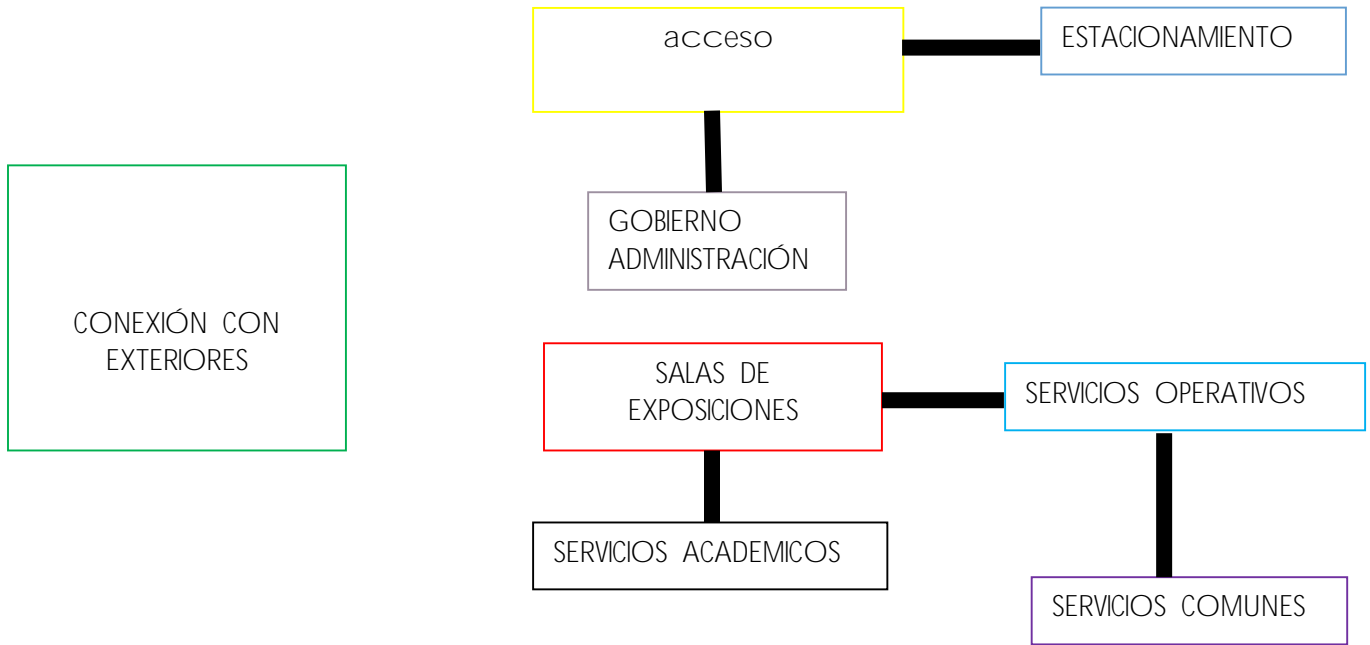 acceso
ESTACIONAMIENTO
GOBIERNO
ADMINISTRACIÓN
CONEXIÓN CON
EXTERIORES
SALAS DE
EXPOSICIONES
SERVICIOS OPERATIVOS
SERVICIOS ACADEMICOS
SERVICIOS COMUNES